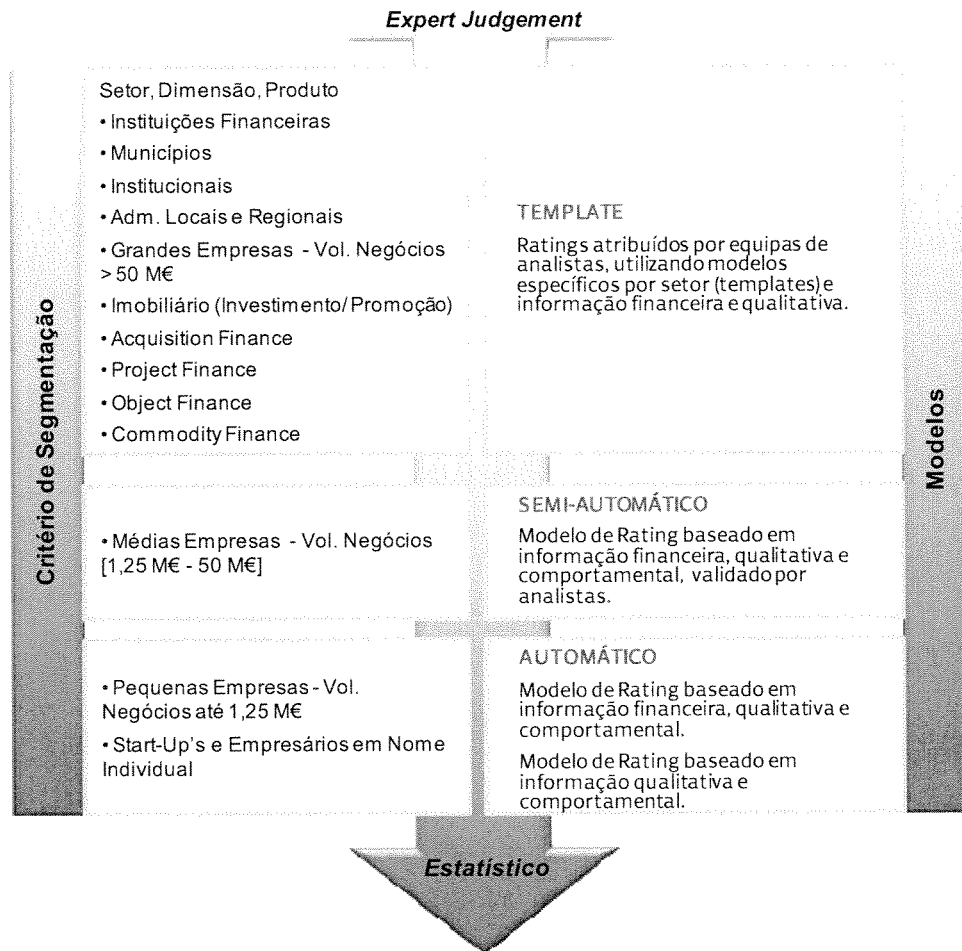 Expert Judgement
Critério de Segmentação
Setor, Dimensão, Produto
• Instituições Financeiras
• Municípios
• Institucionais
• Adm. Locais e Regionais
• Grandes Empresas - Vol. Negócios
> 50 M€
• Imobiliário (Investimento/ Promoção)
• Acquisition Finance
• Project Finance
• Object Finance
• Commodity Finance
TEMPLATE
Ratings atribuídos por equipas de
analistas, utilizando modelos
específicos por setor (templates) e
informação financeira e qualitativa.
Modelos
• Médias Empresas - Vol. Negócios
[1,25 M€ - 50 M€]
SEMI-AUTOMÁTICO
Modelo de Rating baseado em
informação financeira, qualitativa e
comportamental, validado por
analistas.
• Pequenas Empresas - Vol.
Negócios até 1,25 M€
• Start-Up's e Empresários em Nome
Individual
AUTOMÁTICO
Modelo de Rating baseado em
informação financeira, qualitativa e
comportamental.
Modelo de Rating baseado em
informação qualitativa e
comportamental.
Estatístico